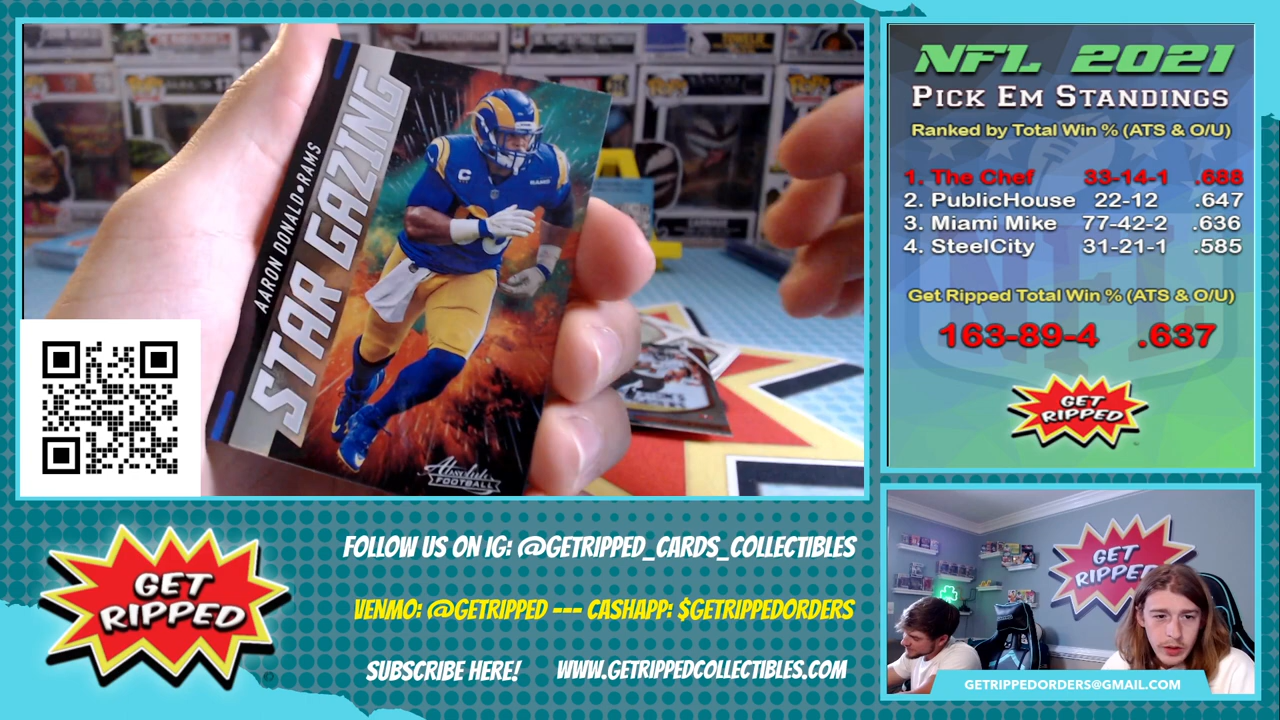 AARON DONALD•RAMS
STAR GAZING
C
RAMS
Absolute
FOOTBALL
NFL 2021
PICK EM STANDINGS
Ranked by Total Win % (ATS & O/U)
1. The Chef 33-14-1 .688
2. PublicHouse 22-12 .647
3. Miami Mike 77-42-2 .636
4. SteelCity 31-21-1 .585
Get Ripped Total Win % (ATS & O/U)
163-89-4 .637
GET
RIPPED
GET
RIPPED
FOLLOW US ON IG: @GETRIPPED_CARDS_COLLECTIBLES
VENMO: @GETRIPPED --- CASHAPP: $GETRIPPEDORDERS
SUBSCRIBE HERE! WWW.GETRIPPEDCOLLECTIBLES.COM
GET
RIPPED
GETRIPPEDORDERS@GMAIL.COM